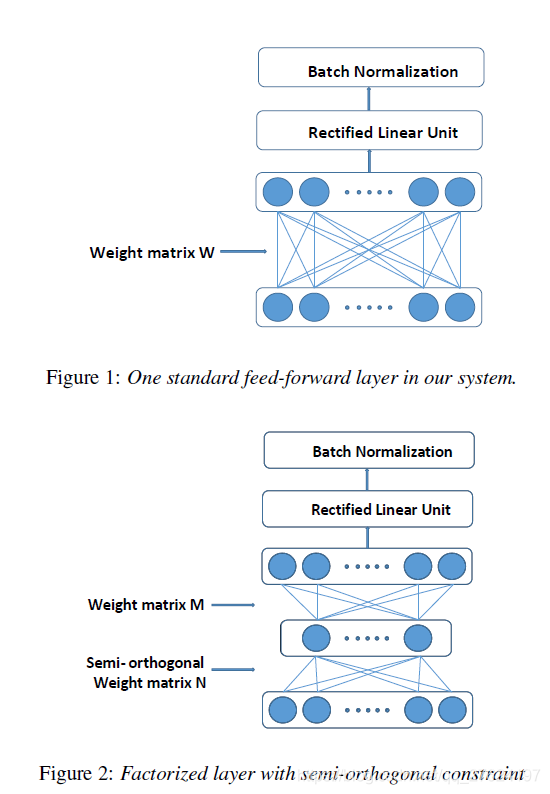 Batch Normalization
Rectified Linear Unit
Weight matrix W
Figure 1: One standard feed-forward layer in our system.
Batch Normalization
Rectified Linear Unit
Weight matrix M
Semi- orthogonal
Weight matrix N
Figure 2: Factorized layer with semi-orthogonal constraint